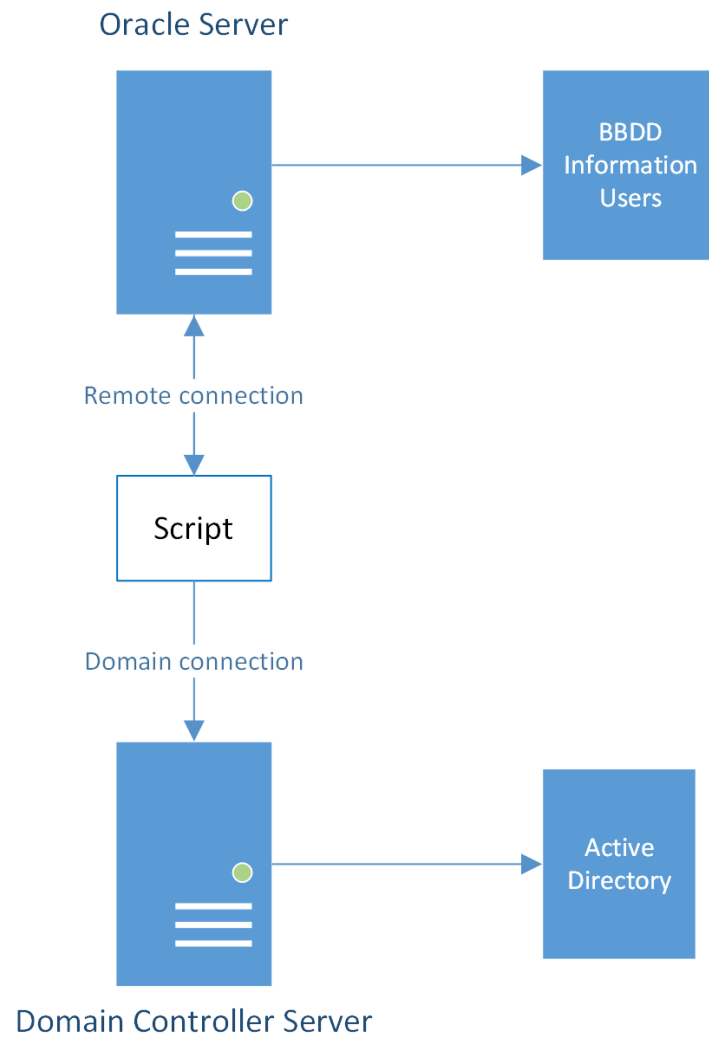 Oracle Server
BBDD
Information
Users
Remote connection
Script
Domain connection
Active
Directory
Domain Controller Server